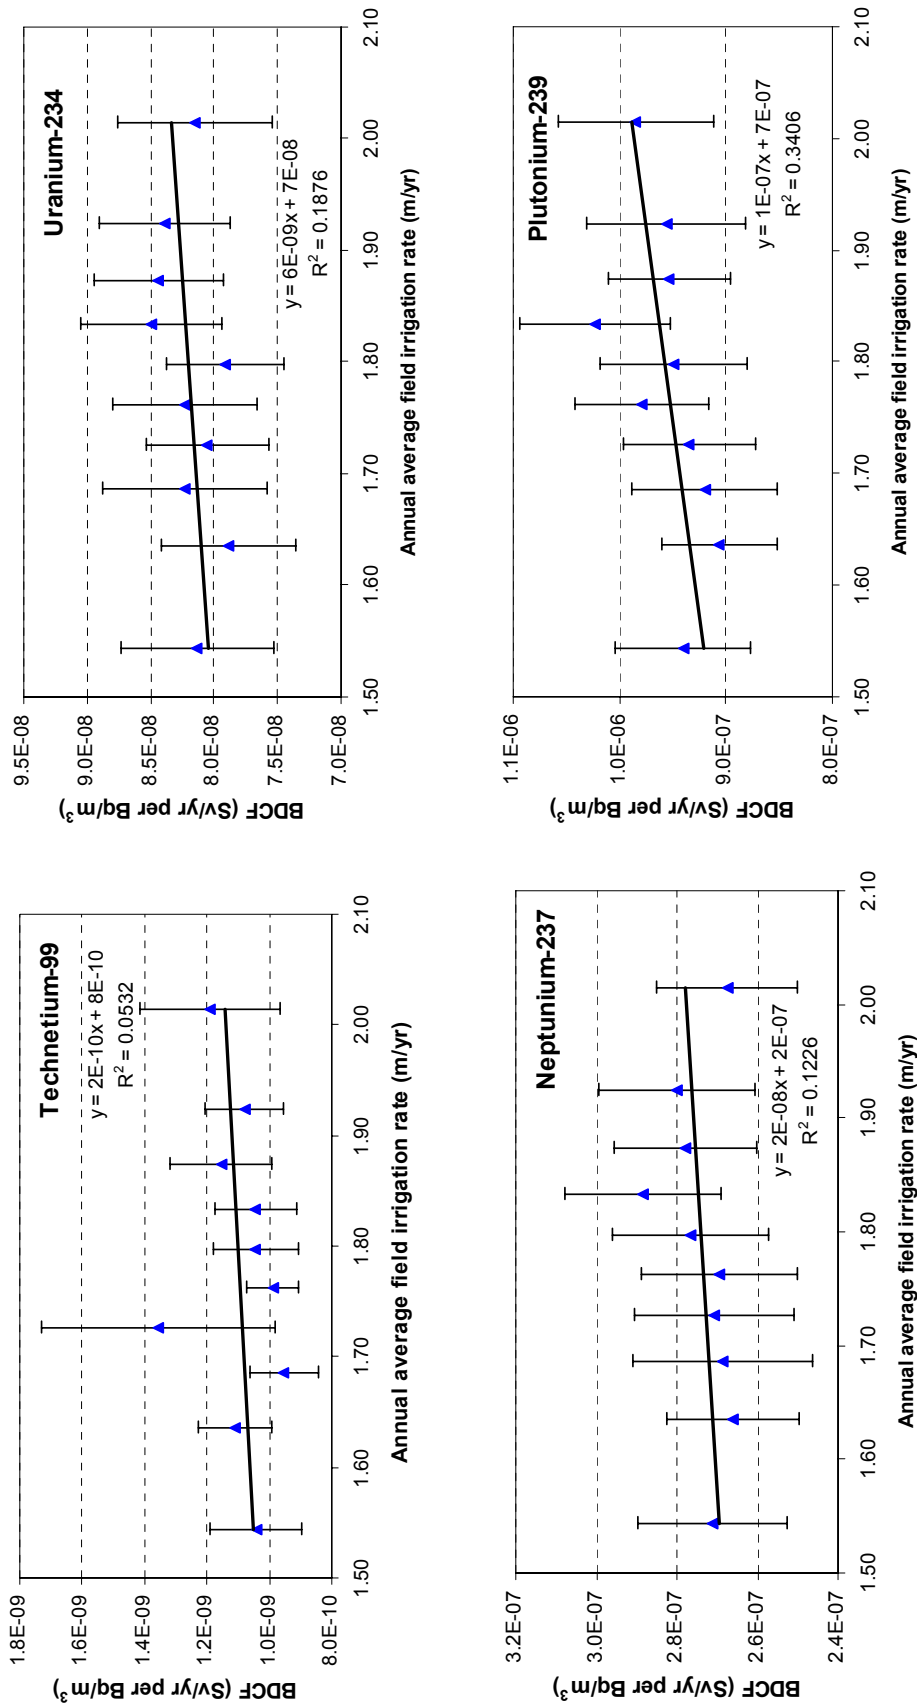 Technetium-99
y = 2E-10x + 8E-10
R² = 0.0532
1.8E-09
1.6E-09
1.4E-09
1.2E-09
1.0E-09
8.0E-10
BDCF (Sv/yr per Bq/m³)
1.50 1.60 1.70 1.80 1.90 2.00 2.10
Annual average field irrigation rate (m/yr)
Uranium-234
y = 6E-09x + 7E-08
R² = 0.1876
9.5E-08
9.0E-08
8.5E-08
8.0E-08
7.5E-08
7.0E-08
BDCF (Sv/yr per Bq/m³)
1.50 1.60 1.70 1.80 1.90 2.00 2.10
Annual average field irrigation rate (m/yr)
Neptunium-237
y = 2E-08x + 2E-07
R² = 0.1226
3.2E-07
3.0E-07
2.8E-07
2.6E-07
2.4E-07
BDCF (Sv/yr per Bq/m³)
1.50 1.60 1.70 1.80 1.90 2.00 2.10
Annual average field irrigation rate (m/yr)
Plutonium-239
y = 1E-07x + 7E-07
R² = 0.3406
1.1E-06
1.0E-06
9.0E-07
8.0E-07
BDCF (Sv/yr per Bq/m³)
1.50 1.60 1.70 1.80 1.90 2.00 2.10
Annual average field irrigation rate (m/yr)